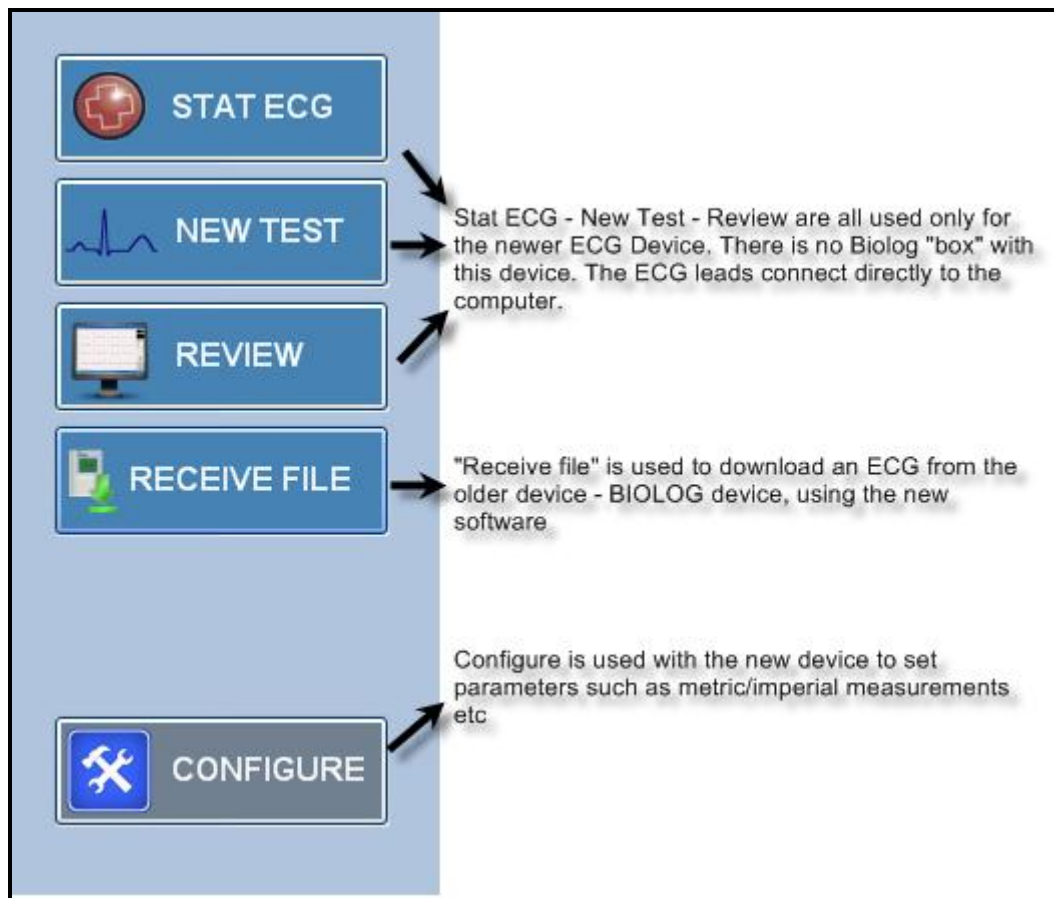 STAT ECG
NEW TEST
REVIEW
RECEIVE FILE
CONFIGURE
Stat ECG - New Test - Review are all used only for
the newer ECG Device. There is no Biolog "box" with
this device. The ECG leads connect directly to the
computer.
"Receive file" is used to download an ECG from the
older device - BIOLOG device, using the new
software
Configure is used with the new device to set
parameters such as metric/imperial measurements
etc